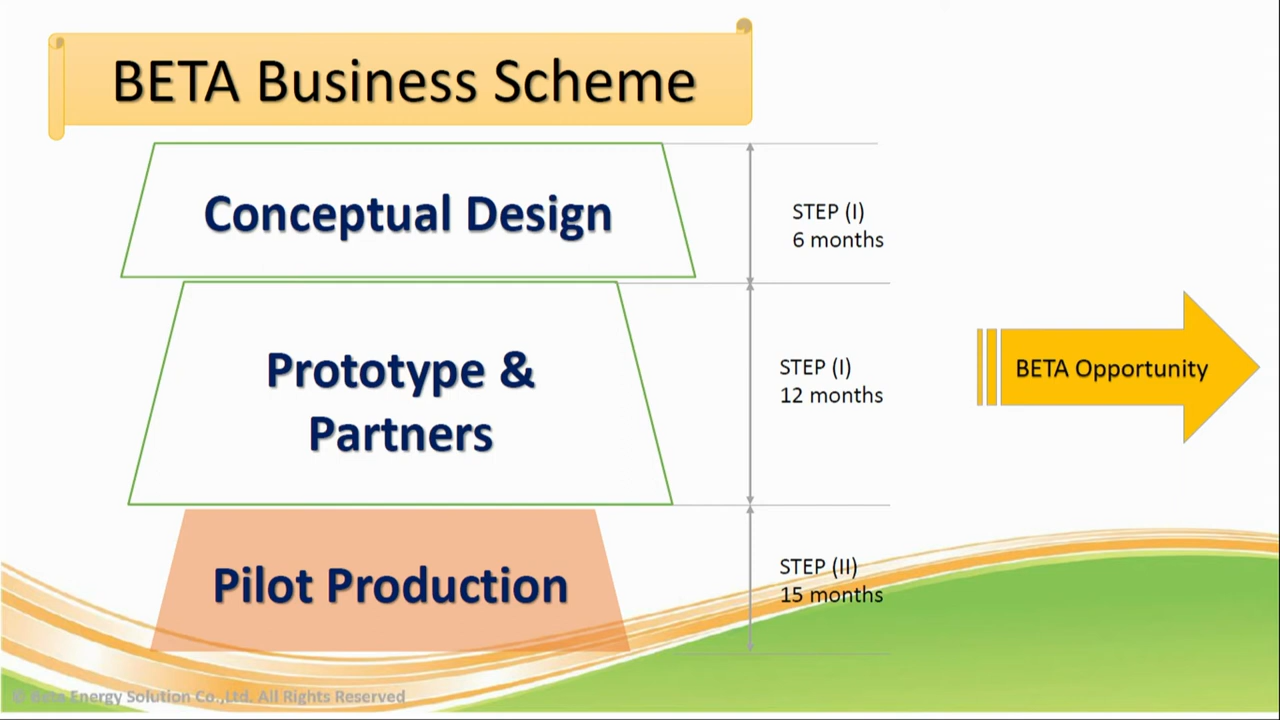 BETA Business Scheme
Conceptual Design
STEP (I)
6 months
Prototype &
Partners
STEP (I)
12 months
BETA Opportunity
Pilot Production
STEP (II)
15 months
© Beta Energy Solution Co.,Ltd. All Rights Reserved